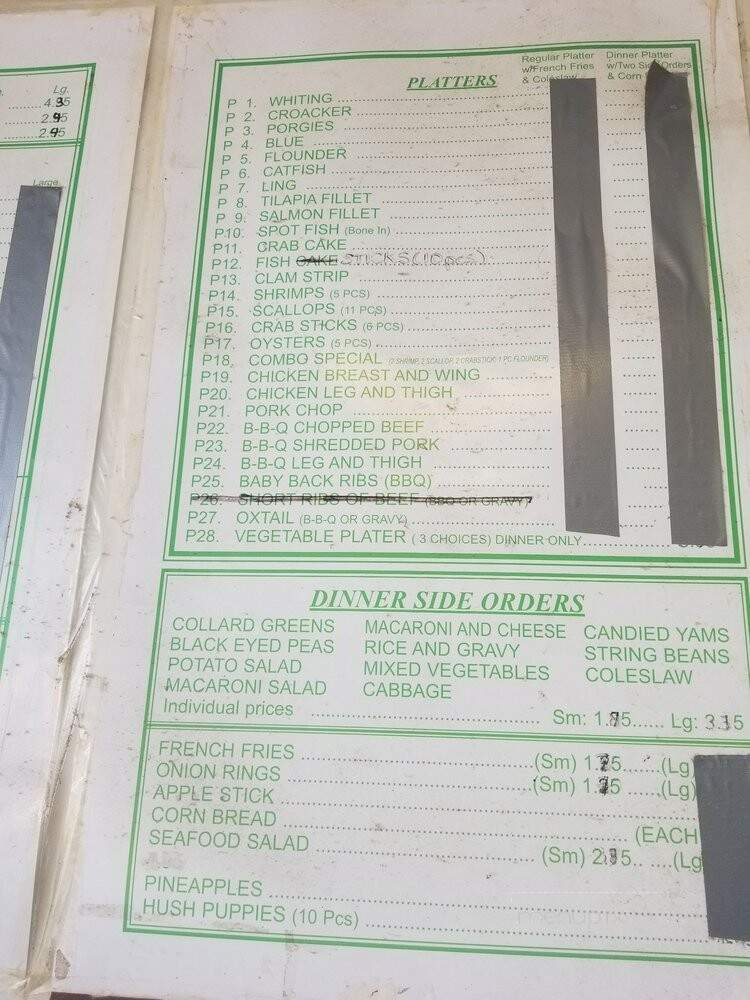 Lg.
4.95
2.95
2.95
Large
PLATTERS
Regular Platter
w/French Fries
& Coleslaw
Dinner Platter
w/Two Side Orders
& Corn
P 1. WHITING
P 2. CROACKER
P 3. PORGIES
P 4. BLUE
P 5. FLOUNDER
P 6. CATFISH
P 7. LING
P 8. TILAPIA FILLET
P 9. SALMON FILLET
P10. SPOT FISH (Bone In)
P11. CRAB CAKE
P12. FISH CAKE STICKS (10 pcs)
P13. CLAM STRIP
P14. SHRIMPS (5 PCS)
P15. SCALLOPS (11 PCS)
P16. CRAB STICKS (6 PCS)
P17. OYSTERS (5 PCS)
P18. COMBO SPECIAL (2 SHRIMP, 2 SCALLOP, 2 CRABSTICK, 1 PC FLOUNDER)
P19. CHICKEN BREAST AND WING
P20. CHICKEN LEG AND THIGH
P21. PORK CHOP
P22. B-B-Q CHOPPED BEEF
P23. B-B-Q SHREDDED PORK
P24. B-B-Q LEG AND THIGH
P25. BABY BACK RIBS (BBQ)
P26. SHORT RIBS OF BEEF (BBQ OR GRAVY)
P27. OXTAIL (B-B-Q OR GRAVY)
P28. VEGETABLE PLATER ( 3 CHOICES) DINNER ONLY
DINNER SIDE ORDERS
COLLARD GREENS MACARONI AND CHEESE CANDIED YAMS
BLACK EYED PEAS RICE AND GRAVY STRING BEANS
POTATO SALAD MIXED VEGETABLES COLESLAW
MACARONI SALAD CABBAGE
Individual prices Sm: 1.75 Lg: 3.35
FRENCH FRIES (Sm) (Lg)
ONION RINGS (Sm) (Lg)
APPLE STICK
CORN BREAD (EACH
SEAFOOD SALAD (Sm) (Lg
PINEAPPLES
HUSH PUPPIES (10 Pcs)